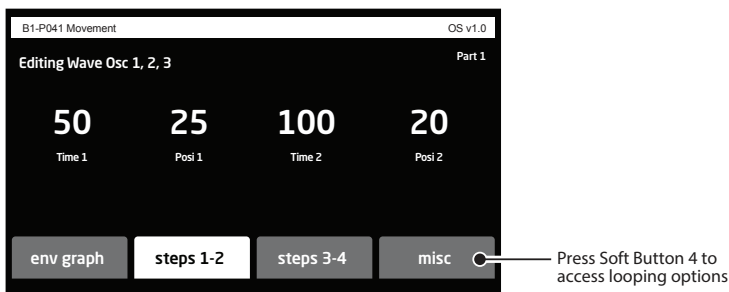 B1-P041 Movement OS v1.0
Editing Wave Osc 1, 2, 3 Part 1
50 25 100 20
Time 1 Posi 1 Time 2 Posi 2
env graph steps 1-2 steps 3-4 misc
Press Soft Button 4 to
access looping options